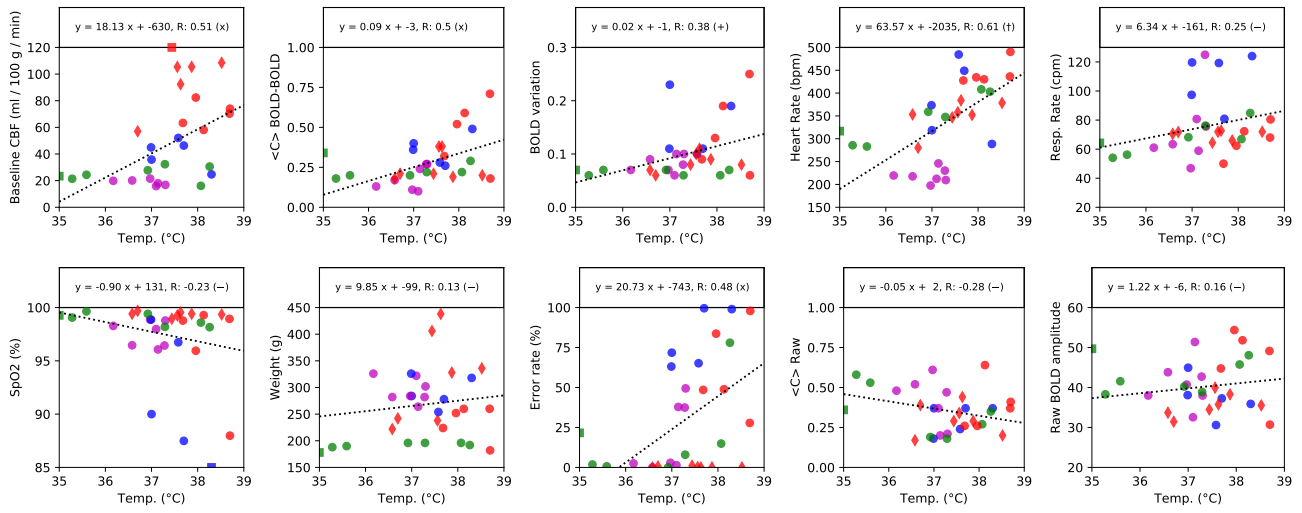 y = 18.13 x + -630, R: 0.51 (x)
Baseline CBF (ml / 100 g / min)
120
100
80
60
40
20
0
35 36 37 38 39
Temp. (°C)
y = 0.09 x + -3, R: 0.5 (x)
<C> BOLD-BOLD
1.00
0.75
0.50
0.25
0.00
35 36 37 38 39
Temp. (°C)
y = 0.02 x + -1, R: 0.38 (+)
BOLD variation
0.3
0.2
0.1
0.0
35 36 37 38 39
Temp. (°C)
y = 63.57 x + -2035, R: 0.61 (†)
Heart Rate (bpm)
500
450
400
350
300
250
200
150
35 36 37 38 39
Temp. (°C)
y = 6.34 x + -161, R: 0.25 (−)
Resp. Rate (cpm)
120
100
80
60
40
20
35 36 37 38 39
Temp. (°C)
y = -0.90 x + 131, R: -0.23 (−)
SpO2 (%)
100
95
90
85
35 36 37 38 39
Temp. (°C)
y = 9.85 x + -99, R: 0.13 (−)
Weight (g)
450
400
350
300
250
200
150
35 36 37 38 39
Temp. (°C)
y = 20.73 x + -743, R: 0.48 (x)
Error rate (%)
100
75
50
25
0
35 36 37 38 39
Temp. (°C)
y = -0.05 x + 2, R: -0.28 (−)
<C> Raw
1.00
0.75
0.50
0.25
0.00
35 36 37 38 39
Temp. (°C)
y = 1.22 x + -6, R: 0.16 (−)
Raw BOLD amplitude
60
50
40
30
20
35 36 37 38 39
Temp. (°C)